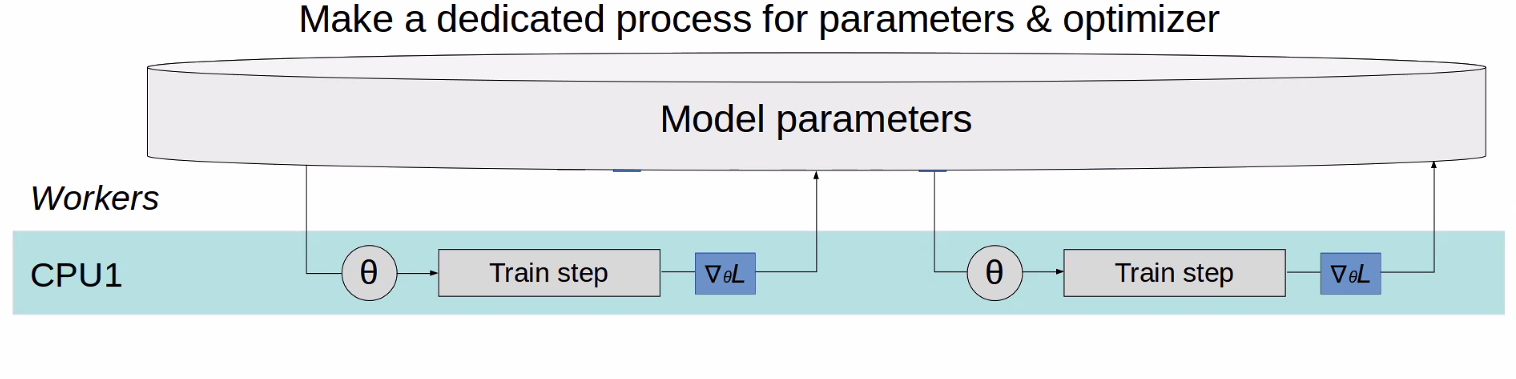 Make a dedicated process for parameters & optimizer
Model parameters
Workers
CPU1
θ
Train step
∇θL
θ
Train step
∇θL